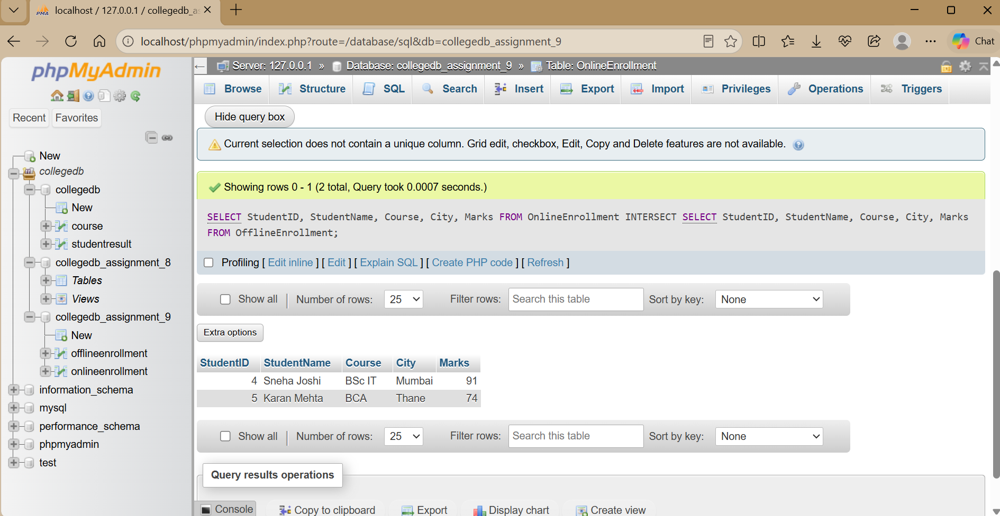 localhost / 127.0.0.1 / collegedb_as
localhost/phpmyadmin/index.php?route=/database/sql&db=collegedb_assignment_9
Chat
phpMyAdmin
Recent
Favorites
New
collegedb
collegedb
New
course
studentresult
collegedb_assignment_8
Tables
Views
collegedb_assignment_9
New
offlineenrollment
onlineenrollment
information_schema
mysql
performance_schema
phpmyadmin
test
Server: 127.0.0.1 » Database: collegedb_assignment_9 » Table: OnlineEnrollment
Browse Structure SQL Search Insert Export Import Privileges Operations Triggers
Hide query box
Current selection does not contain a unique column. Grid edit, checkbox, Edit, Copy and Delete features are not available.
Showing rows 0 - 1 (2 total, Query took 0.0007 seconds.)
SELECT StudentID, StudentName, Course, City, Marks FROM OnlineEnrollment INTERSECT SELECT StudentID, StudentName, Course, City, Marks
FROM OfflineEnrollment;
Profiling [ Edit inline ] [ Edit ] [ Explain SQL ] [ Create PHP code ] [ Refresh ]
Show all | Number of rows: 25 Filter rows: Search this table Sort by key: None
Extra options
StudentID StudentName Course City Marks
4 Sneha Joshi BSc IT Mumbai 91
5 Karan Mehta BCA Thane 74
Show all | Number of rows: 25 Filter rows: Search this table Sort by key: None
Query results operations
Console Copy to clipboard Export Display chart Create view